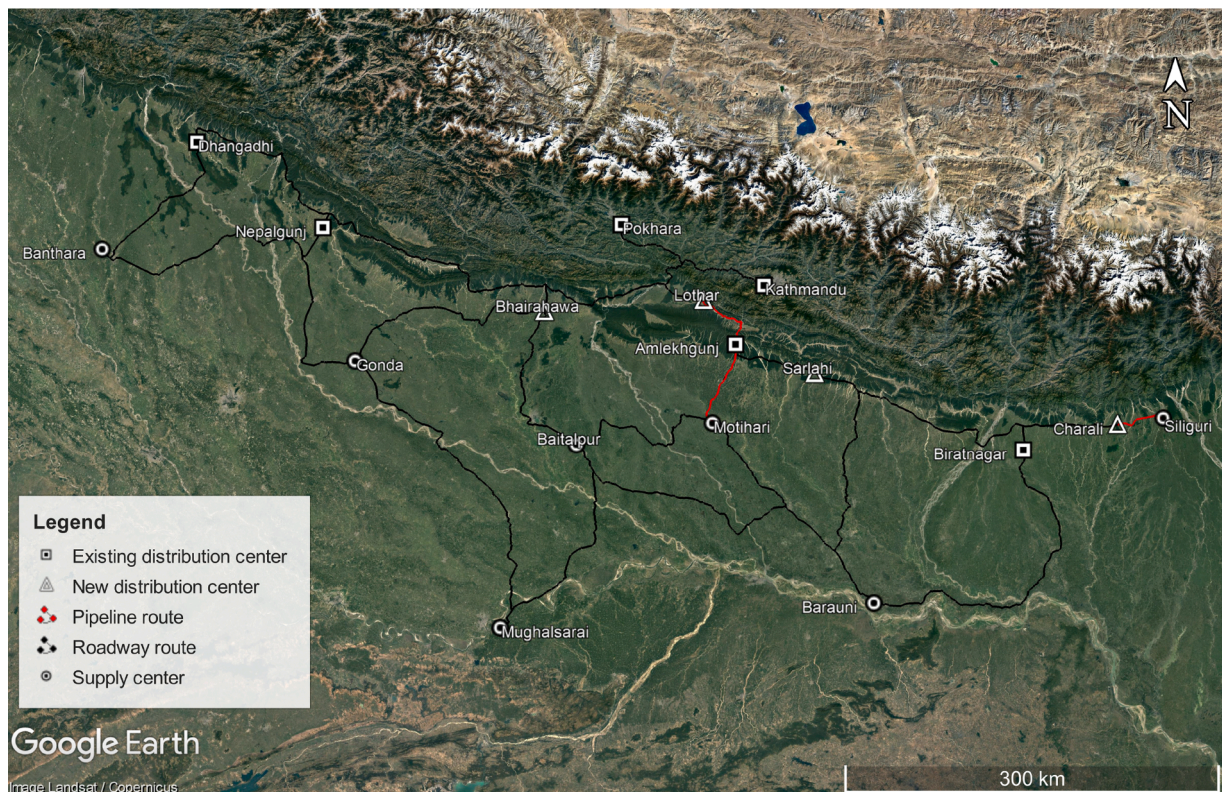 N
Dhangadhi
Nepalgunj
Pokhara
Banthara
Kathmandu
Lothar
Bhairahawa
Amlekhgunj
Gonda
Sarlahi
Motihari
Charali
Siliguri
Baitalpur
Biratnagar
Legend
Existing distribution center
New distribution center
Pipeline route
Roadway route
Supply center
Barauni
Mughalsarai
Google Earth
Image Landsat / Copernicus
300 km